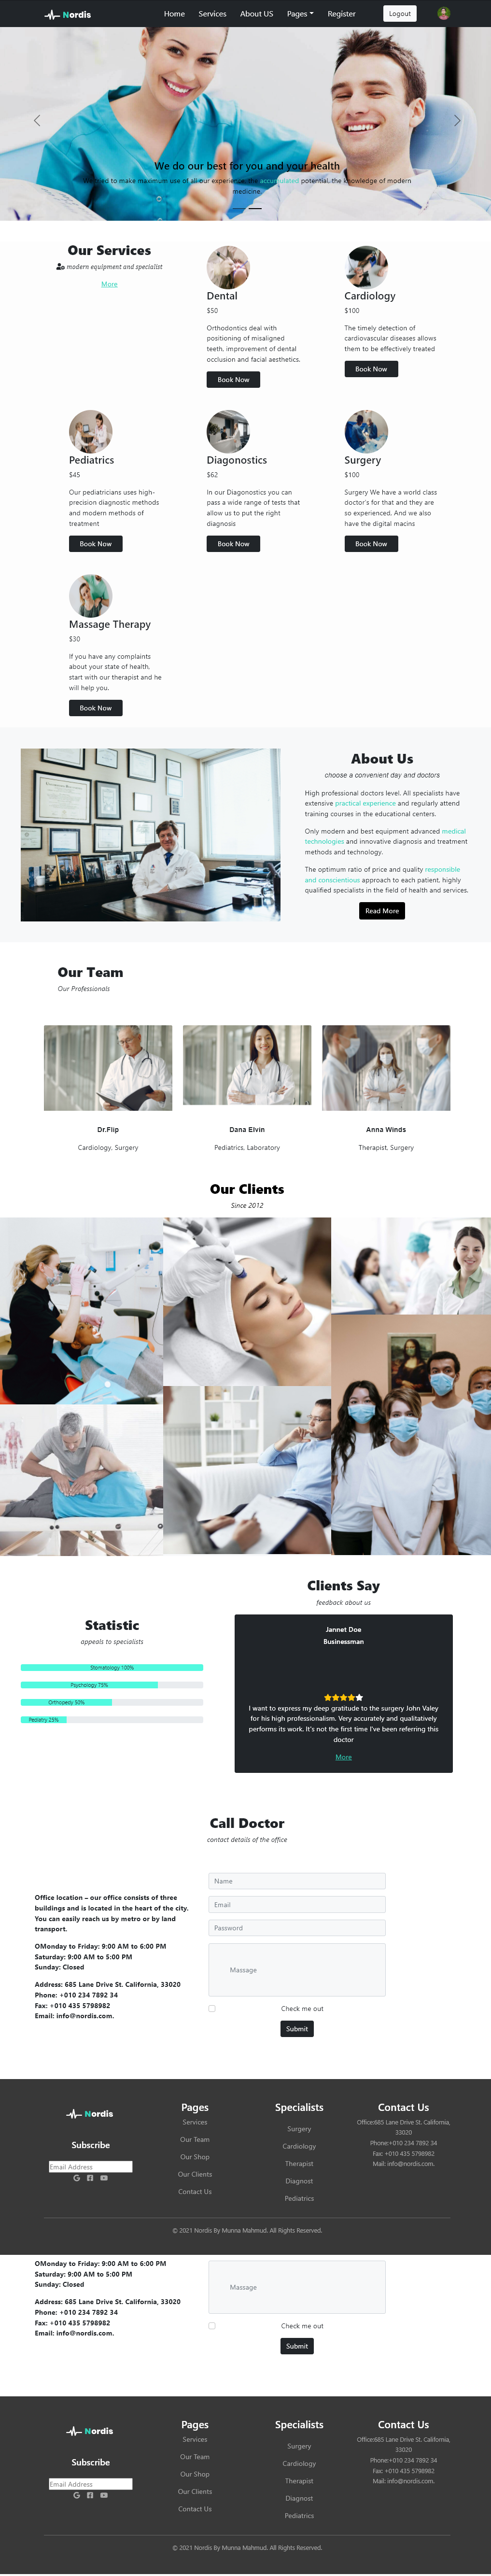 Nordis
Home Services About US Pages Register Logout
We do our best for you and your health
to make maximum use of all our experience, the accumulated potential, the knowledge of modern
medicine.
Our Services
modern equipment and specialist
More
Dental
$50
Orthodontics deal with
positioning of misaligned
teeth, improvement of dental
occlusion and facial aesthetics.
Book Now
Cardiology
$100
The timely detection of
cardiovascular diseases allows
them to be effectively treated
Book Now
Pediatrics
$45
Our pediatricians uses high-
precision diagnostic methods
and modern methods of
treatment
Book Now
Diagonostics
$62
In our Diagonostics you can
pass a wide range of tests that
allow us to put the right
diagnosis
Book Now
Surgery
$100
Surgery We have a world class
doctor's for that and they are
so experienced, And we also
have the digital macins
Book Now
Massage Therapy
$30
If you have any complaints
about your state of health,
start with our therapist and he
will help you.
Book Now
About Us
choose a convenient day and doctors
High professional doctors level. All specialists have
extensive practical experience and regularly attend
training courses in the educational centers.
Only modern and best equipment advanced medical
technologies and innovative diagnosis and treatment
methods and technology.
The optimum ratio of price and quality responsible
and conscientious approach to each patient, highly
qualified specialists in the field of health and services.
Read More
Our Team
Our Professionals
Dr.Flip
Cardiology, Surgery
Dana Elvin
Pediatrics, Laboratory
Anna Winds
Therapist, Surgery
Our Clients
Since 2012
Statistic
appeals to specialists
Stomatology 100%
Psychology 75%
Orthopedy 50%
Pediatry 25%
Clients Say
feedback about us
Jannet Doe
Businessman
I want to express my deep gratitude to the surgery John Valey
for his high professionalism. Very accurately and qualitatively
performs its work. It's not the first time I've been referring this
doctor
More
Call Doctor
contact details of the office
Office location – our office consists of three
buildings and is located in the heart of the city.
You can easily reach us by metro or by land
transport.
OMonday to Friday: 9:00 AM to 6:00 PM
Saturday: 9:00 AM to 5:00 PM
Sunday: Closed
Address: 685 Lane Drive St. California, 33020
Phone: +010 234 7892 34
Fax: +010 435 5798982
Email: info@nordis.com.
Name
Email
Password
Massage
Check me out
Submit
Nordis
Subscribe
Email Address
Pages
Services
Our Team
Our Shop
Our Clients
Contact Us
Specialists
Surgery
Cardiology
Therapist
Diagnost
Pediatrics
Contact Us
Office:685 Lane Drive St. California,
33020
Phone:+010 234 7892 34
Fax: +010 435 5798982
Mail: info@nordis.com.
© 2021 Nordis By Munna Mahmud. All Rights Reserved.
OMonday to Friday: 9:00 AM to 6:00 PM
Saturday: 9:00 AM to 5:00 PM
Sunday: Closed
Address: 685 Lane Drive St. California, 33020
Phone: +010 234 7892 34
Fax: +010 435 5798982
Email: info@nordis.com.
Massage
Check me out
Submit
Nordis
Subscribe
Email Address
Pages
Services
Our Team
Our Shop
Our Clients
Contact Us
Specialists
Surgery
Cardiology
Therapist
Diagnost
Pediatrics
Contact Us
Office:685 Lane Drive St. California,
33020
Phone:+010 234 7892 34
Fax: +010 435 5798982
Mail: info@nordis.com.
© 2021 Nordis By Munna Mahmud. All Rights Reserved.